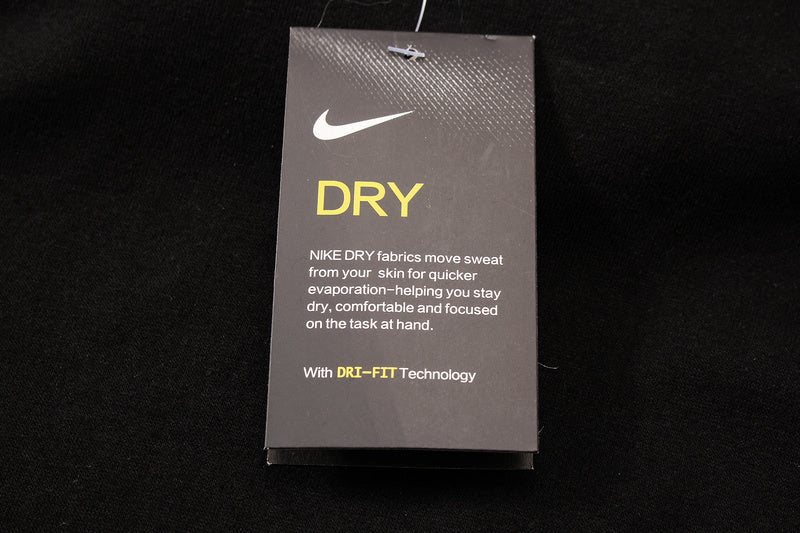 DRY
NIKE DRY fabrics move sweat
from your skin for quicker
evaporation–helping you stay
dry, comfortable and focused
on the task at hand.
With DRI–FIT Technology